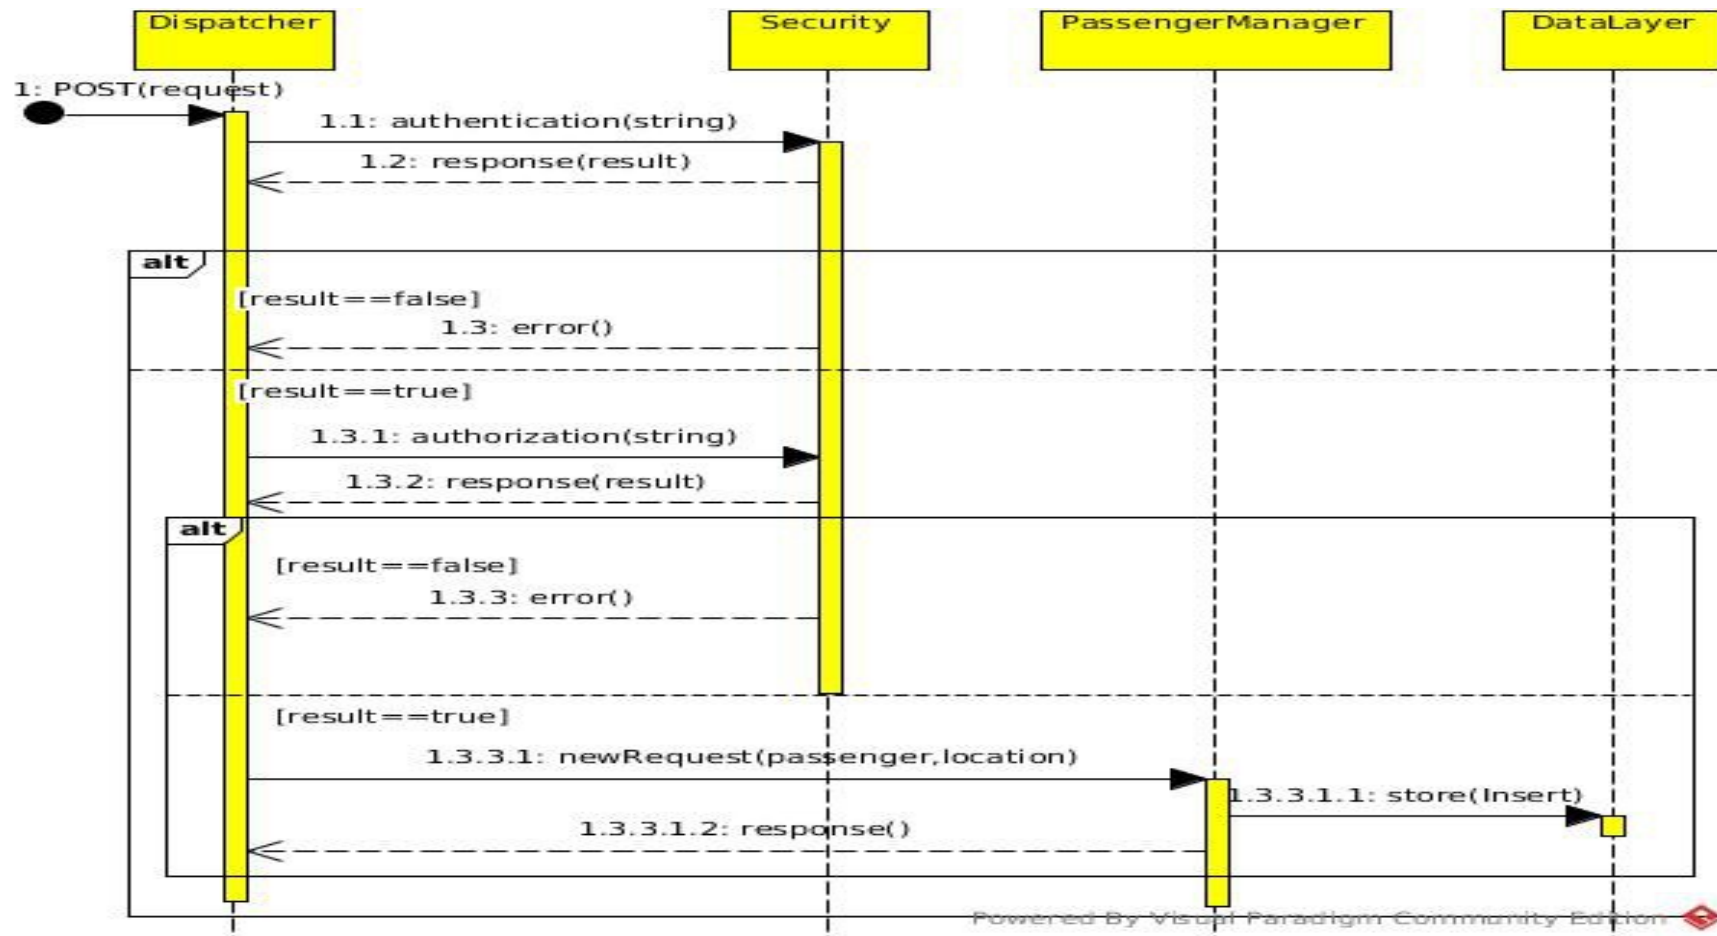 Dispatcher
Security
PassengerManager
DataLayer
1: POST(request)
1.1: authentication(string)
1.2: response(result)
alt
[result==false]
1.3: error()
[result==true]
1.3.1: authorization(string)
1.3.2: response(result)
alt
[result==false]
1.3.3: error()
[result==true]
1.3.3.1: newRequest(passenger,location)
1.3.3.1.1: store(Insert)
1.3.3.1.2: response()
Powered By Visual Paradigm Community Edition